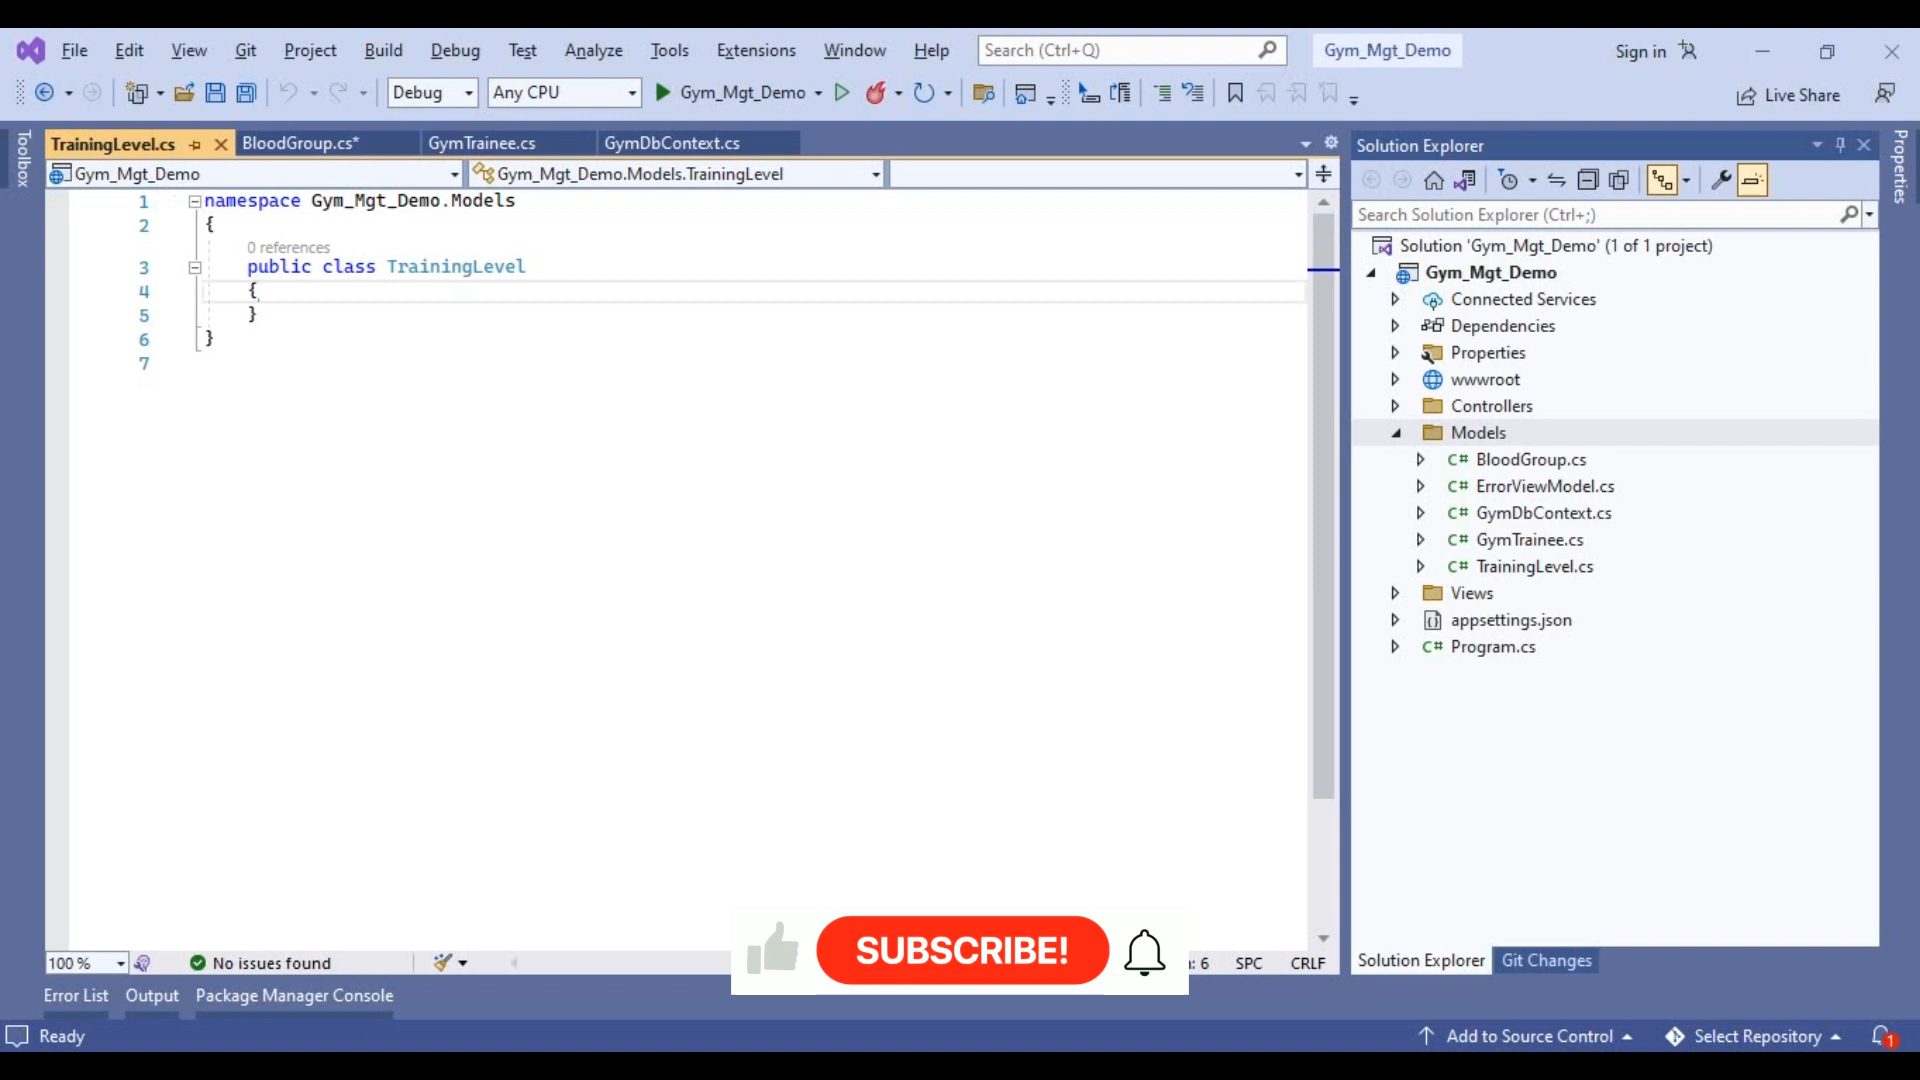 File Edit View Git Project Build Debug Test Analyze Tools Extensions Window Help Search (Ctrl+Q) Gym_Mgt_Demo Sign in
Debug Any CPU Gym_Mgt_Demo Live Share
Toolbox
TrainingLevel.cs BloodGroup.cs* GymTrainee.cs GymDbContext.cs
Gym_Mgt_Demo Gym_Mgt_Demo.Models.TrainingLevel
1 namespace Gym_Mgt_Demo.Models
2 {
0 references
3 public class TrainingLevel
4 {
5 }
6 }
7
100 % No issues found : 6 SPC CRLF
SUBSCRIBE!
Solution Explorer
Search Solution Explorer (Ctrl+;)
Solution 'Gym_Mgt_Demo' (1 of 1 project)
Gym_Mgt_Demo
Connected Services
Dependencies
Properties
wwwroot
Controllers
Models
C# BloodGroup.cs
C# ErrorViewModel.cs
C# GymDbContext.cs
C# GymTrainee.cs
C# TrainingLevel.cs
Views
appsettings.json
C# Program.cs
Solution Explorer Git Changes
Properties
Error List Output Package Manager Console
Ready Add to Source Control Select Repository 1